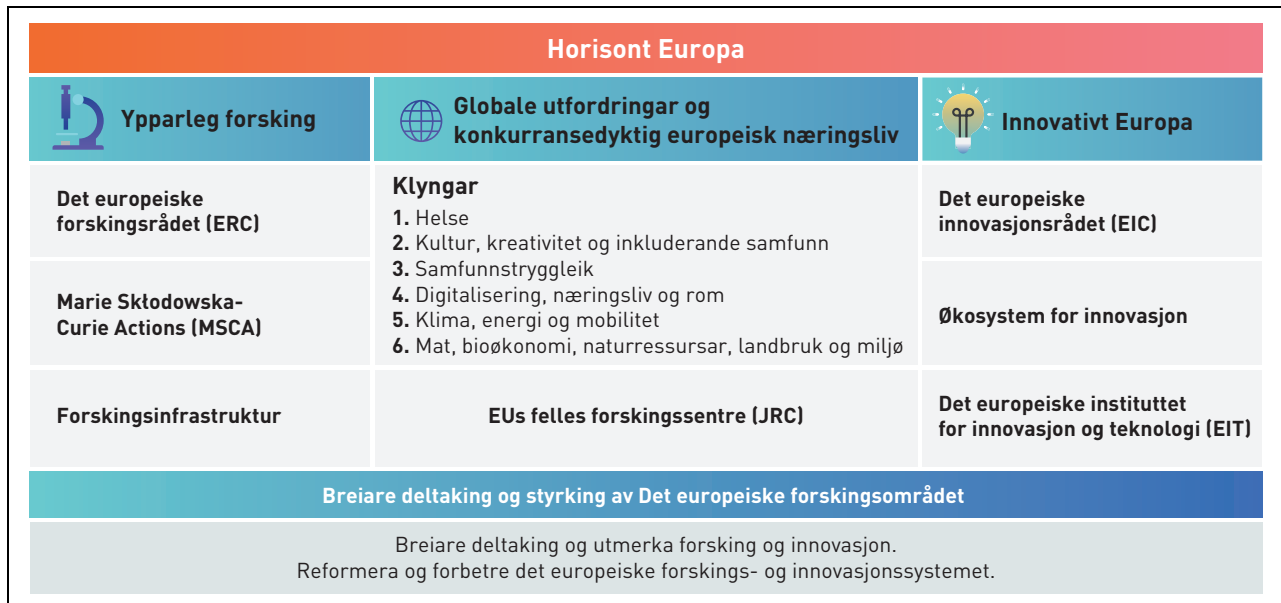 Horisont Europa
Ypparleg forsking
Globale utfordringar og
konkurransedyktig europeisk næringsliv
Innovativt Europa
Det europeiske
forskingsrådet (ERC)
Marie Skłodowska-
Curie Actions (MSCA)
Forskingsinfrastruktur
Klyngar
1. Helse
2. Kultur, kreativitet og inkluderande samfunn
3. Samfunnstryggleik
4. Digitalisering, næringsliv og rom
5. Klima, energi og mobilitet
6. Mat, bioøkonomi, naturressursar, landbruk og miljø
EUs felles forskingssentre (JRC)
Det europeiske
innovasjonsrådet (EIC)
Økosystem for innovasjon
Det europeiske instituttet
for innovasjon og teknologi (EIT)
Breiare deltaking og styrking av Det europeiske forskingsområdet
Breiare deltaking og utmerka forsking og innovasjon.
Reformera og forbetre det europeiske forskings- og innovasjonssystemet.